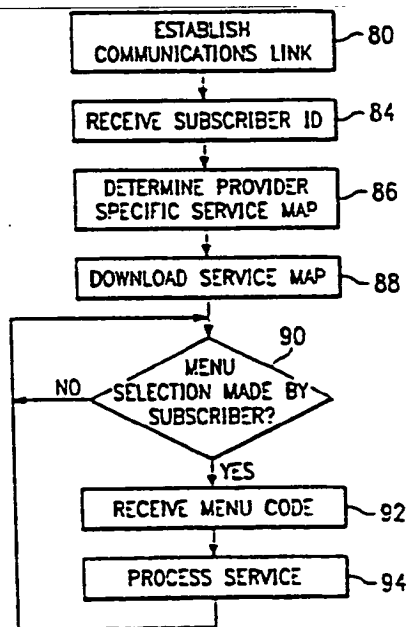 ESTABLISH
COMMUNICATIONS LINK
80
RECEIVE SUBSCRIBER ID
84
DETERMINE PROVIDER
SPECIFIC SERVICE MAP
86
DOWNLOAD SERVICE MAP
88
90
MENU
SELECTION MADE BY
SUBSCRIBER?
NO
YES
RECEIVE MENU CODE
92
PROCESS SERVICE
94